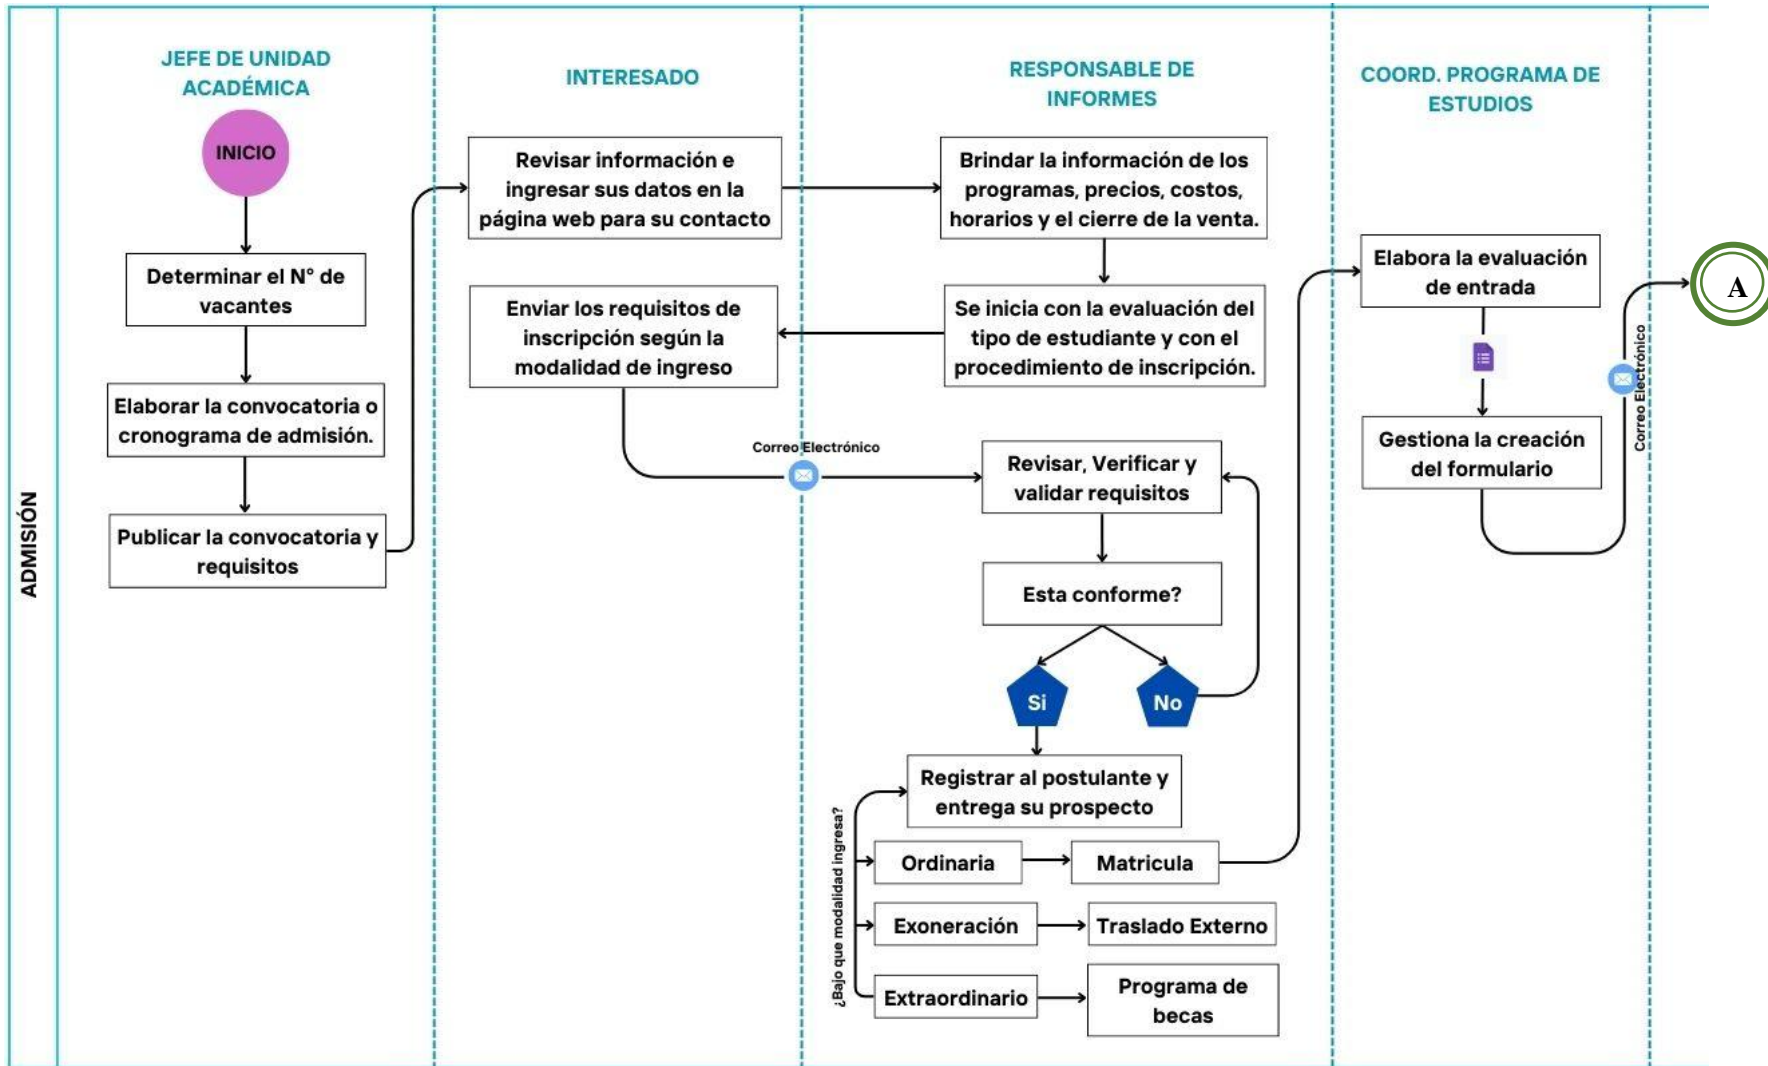 ADMISIÓN
JEFE DE UNIDAD
ACADÉMICA
INICIO
Determinar el N° de
vacantes
Elaborar la convocatoria o
cronograma de admisión.
Publicar la convocatoria y
requisitos
INTERESADO
Revisar información e
ingresar sus datos en la
página web para su contacto
Enviar los requisitos de
inscripción según la
modalidad de ingreso
Correo Electrónico
RESPONSABLE DE
INFORMES
Brindar la información de los
programas, precios, costos,
horarios y el cierre de la venta.
Se inicia con la evaluación del
tipo de estudiante y con el
procedimiento de inscripción.
Revisar, Verificar y
validar requisitos
Esta conforme?
Si
No
Registrar al postulante y
entrega su prospecto
¿Bajo que modalidad ingresa?
Ordinaria
Matricula
Exoneración
Traslado Externo
Extraordinario
Programa de
becas
COORD. PROGRAMA DE
ESTUDIOS
Elabora la evaluación
de entrada
Gestiona la creación
del formulario
Correo Electrónico
A